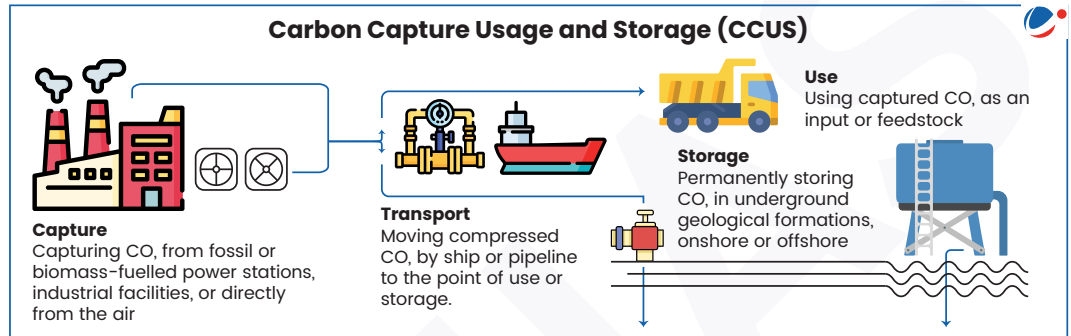 Carbon Capture Usage and Storage (CCUS)
Use
Using captured CO, as an
input or feedstock
Storage
Permanently storing
CO, in underground
geological formations,
onshore or offshore
Transport
Moving compressed
CO, by ship or pipeline
to the point of use or
storage.
Capture
Capturing CO, from fossil or
biomass-fuelled power stations,
industrial facilities, or directly
from the air